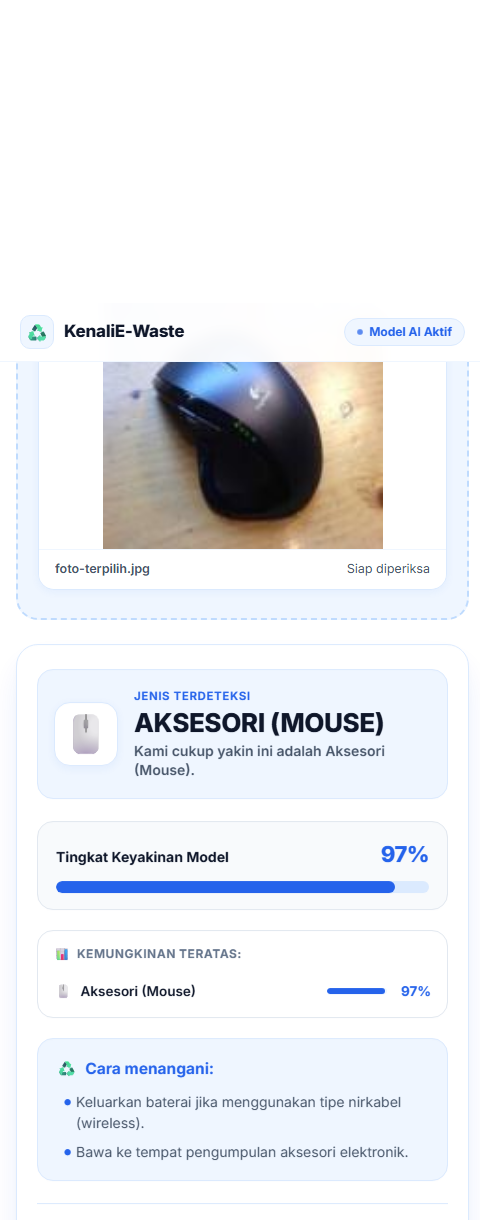 KenaliE-Waste
Model AI Aktif
foto-terpilih.jpg
Siap diperiksa
JENIS TERDETEKSI
AKSESORI (MOUSE)
Kami cukup yakin ini adalah Aksesori
(Mouse).
Tingkat Keyakinan Model
97%
KEMUNGKINAN TERATAS:
Aksesori (Mouse)
97%
Cara menangani:
Keluarkan baterai jika menggunakan tipe nirkabel
(wireless).
Bawa ke tempat pengumpulan aksesori elektronik.